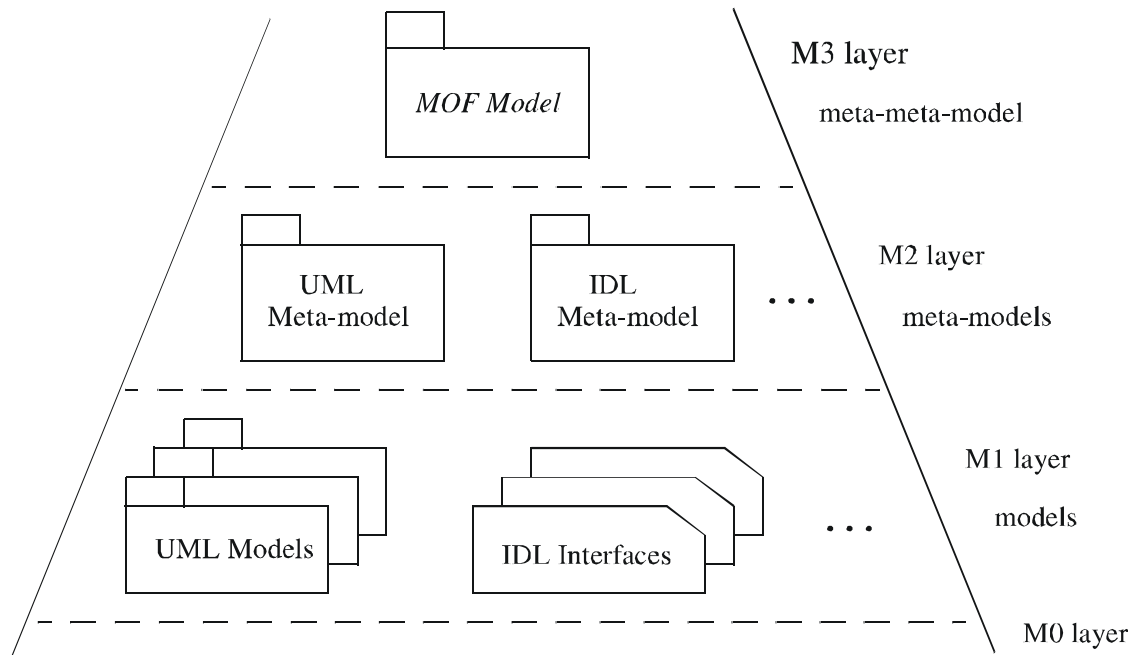 MOF Model
M3 layer
meta-meta-model
UML
Meta-model
IDL
Meta-model
...
M2 layer
meta-models
UML Models
IDL Interfaces
...
M1 layer
models
M0 layer